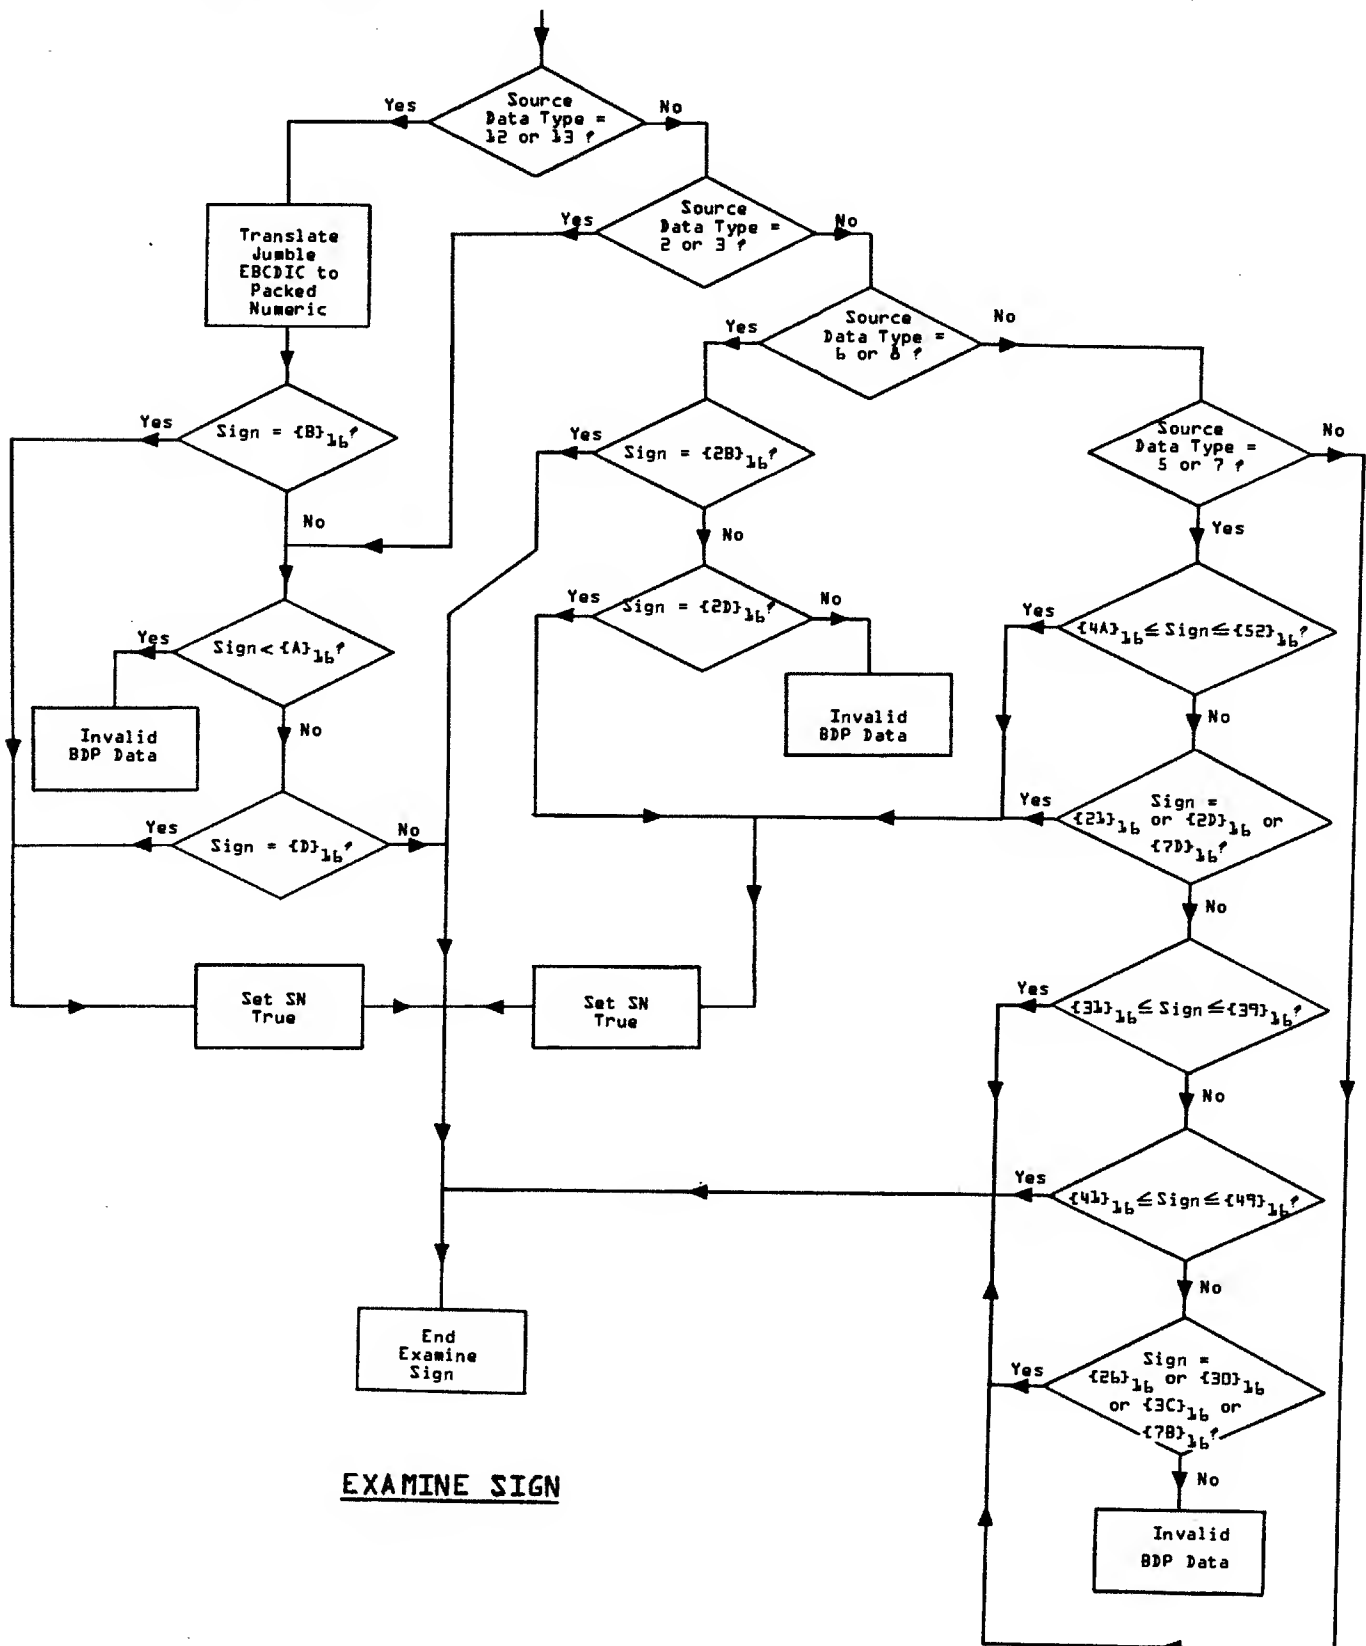 Yes
Source
Data Type =
12 or 13 ?
No
Translate
Jumble
EBCDIC to
Packed
Numeric
Yes
Source
Data Type =
2 or 3 ?
No
Yes
Source
Data Type =
6 or 8 ?
No
Yes
Sign = {B}16?
No
Yes
Sign = {2B}16?
No
Source
Data Type =
5 or 7 ?
No
Yes
Yes
Sign < {A}16?
No
Invalid
BDP Data
Yes
Sign = {2D}16?
No
Invalid
BDP Data
Yes
{4A}16 ≤ Sign ≤ {52}16?
No
Yes
Sign = {D}16?
No
Yes
Sign =
{21}16 or {2D}16 or
{7D}16?
No
Set SN
True
Set SN
True
Yes
{31}16 ≤ Sign ≤ {39}16?
No
Yes
{41}16 ≤ Sign ≤ {49}16?
No
End
Examine
Sign
Yes
Sign =
{26}16 or {30}16
or {3C}16 or
{7B}16?
No
Invalid
BDP Data
EXAMINE SIGN